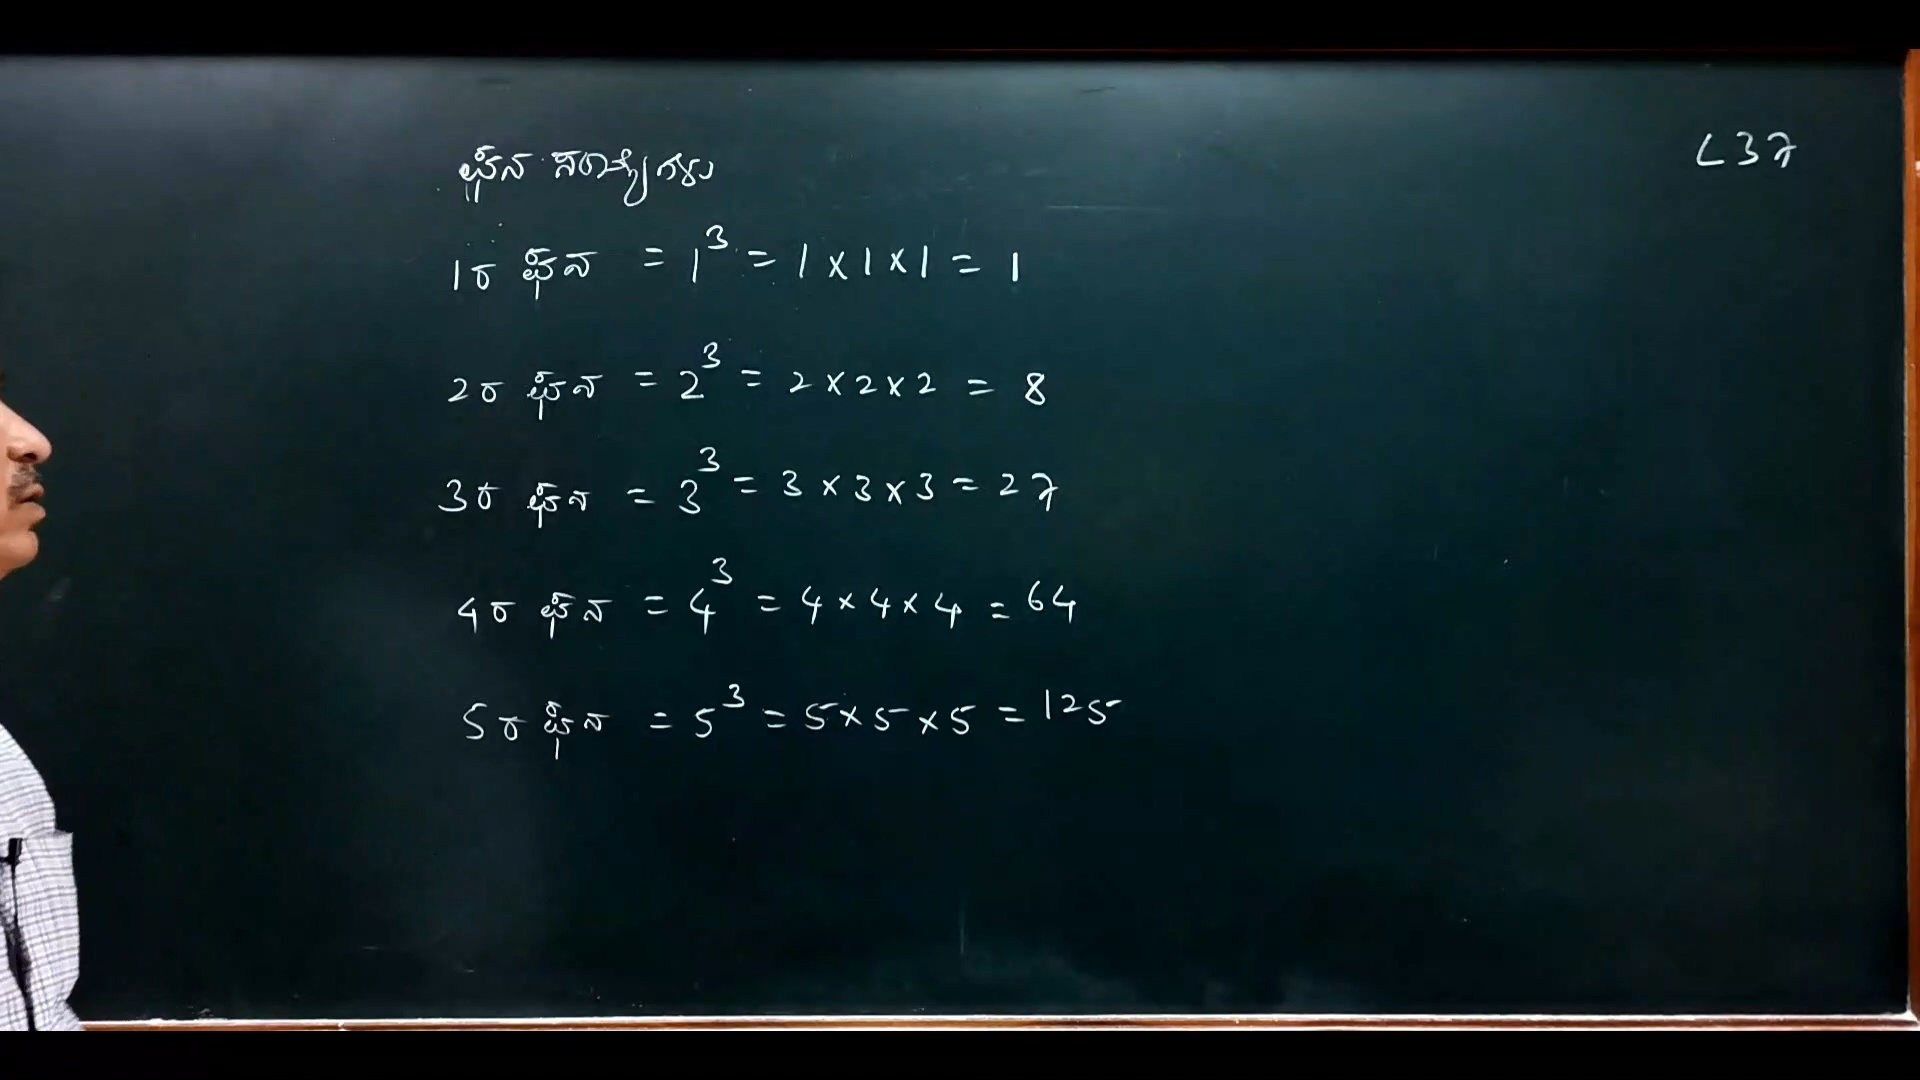 ಘನ ಸಂಖ್ಯೆಗಳು
L37
1ರ ಘನ = 1³ = 1 × 1 × 1 = 1
2ರ ಘನ = 2³ = 2 × 2 × 2 = 8
3ರ ಘನ = 3³ = 3 × 3 × 3 = 27
4ರ ಘನ = 4³ = 4 × 4 × 4 = 64
5ರ ಘನ = 5³ = 5 × 5 × 5 = 125